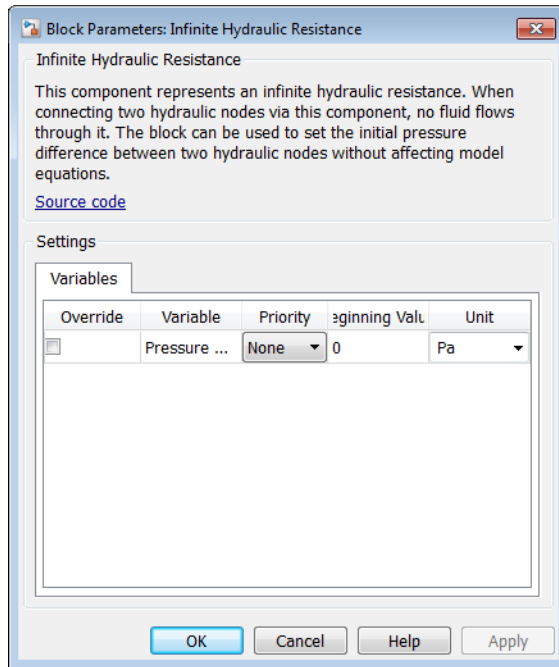 Block Parameters: Infinite Hydraulic Resistance
Infinite Hydraulic Resistance
This component represents an infinite hydraulic resistance. When
connecting two hydraulic nodes via this component, no fluid flows
through it. The block can be used to set the initial pressure
difference between two hydraulic nodes without affecting model
equations.
Source code
Settings
Variables
Override Variable Priority eginning Valu Unit
Pressure ... None 0 Pa
OK Cancel Help Apply